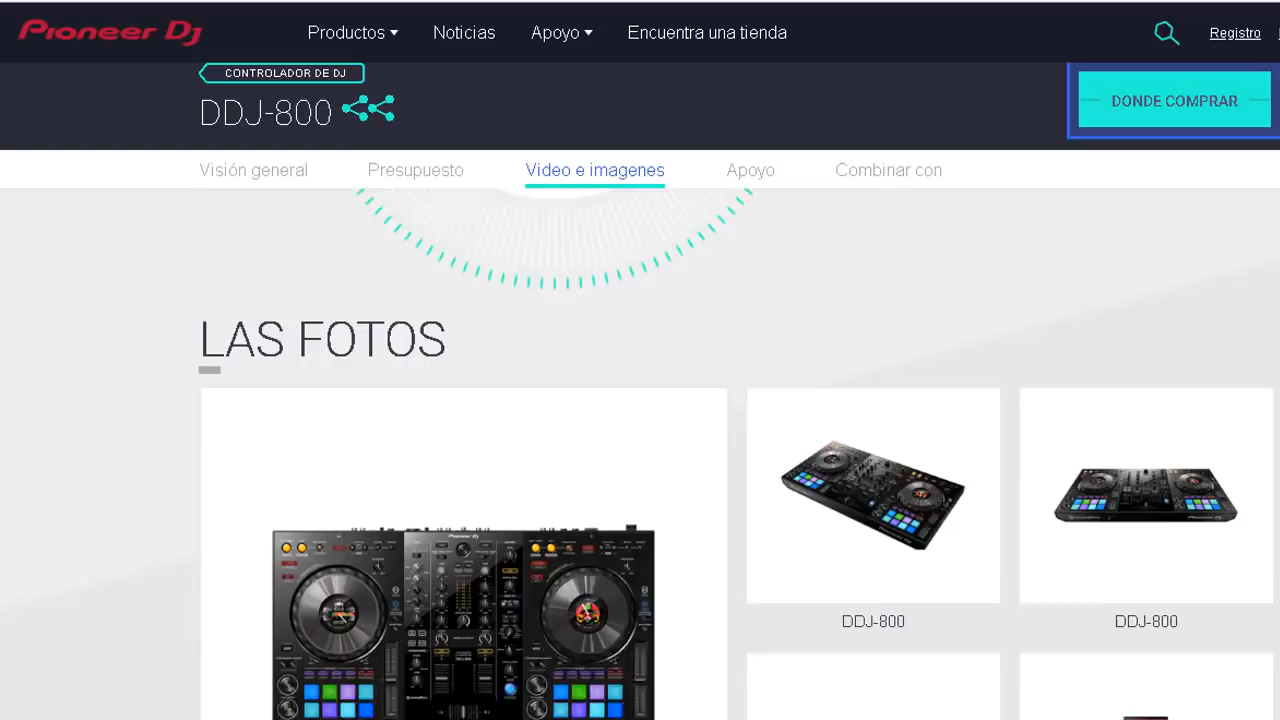 Pioneer Dj
Productos
Noticias
Apoyo
Encuentra una tienda
Registro
CONTROLADOR DE DJ
DDJ-800
DONDE COMPRAR
Visión general
Presupuesto
Video e imagenes
Apoyo
Combinar con
LAS FOTOS
DDJ-800
DDJ-800